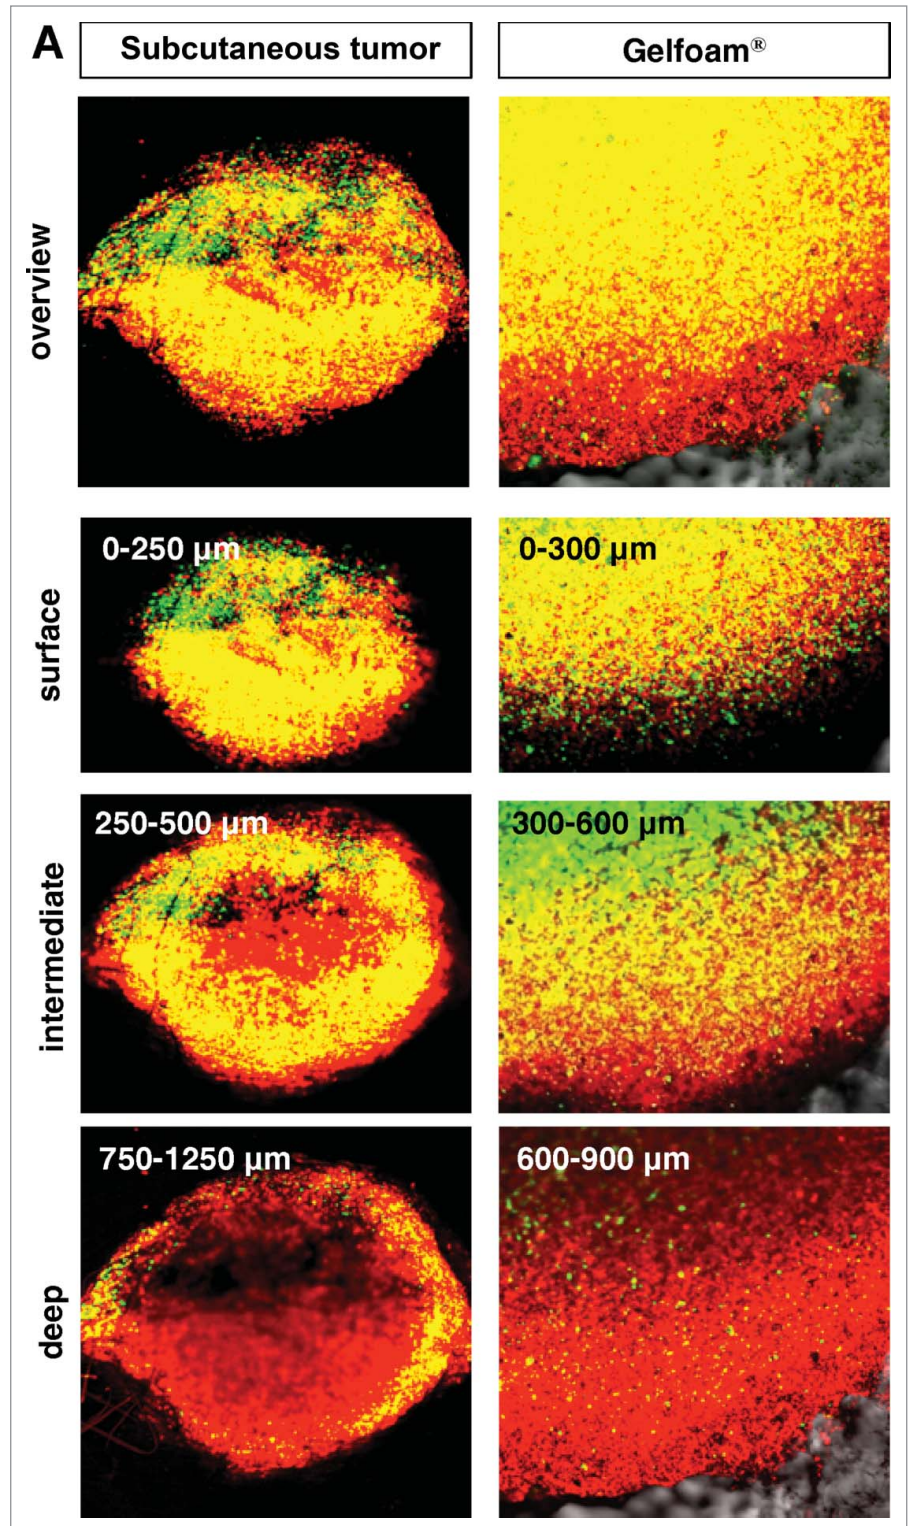 A
Subcutaneous tumor
Gelfoam®
overview
surface
0-250 µm
0-300 µm
intermediate
250-500 µm
300-600 µm
deep
750-1250 µm
600-900 µm